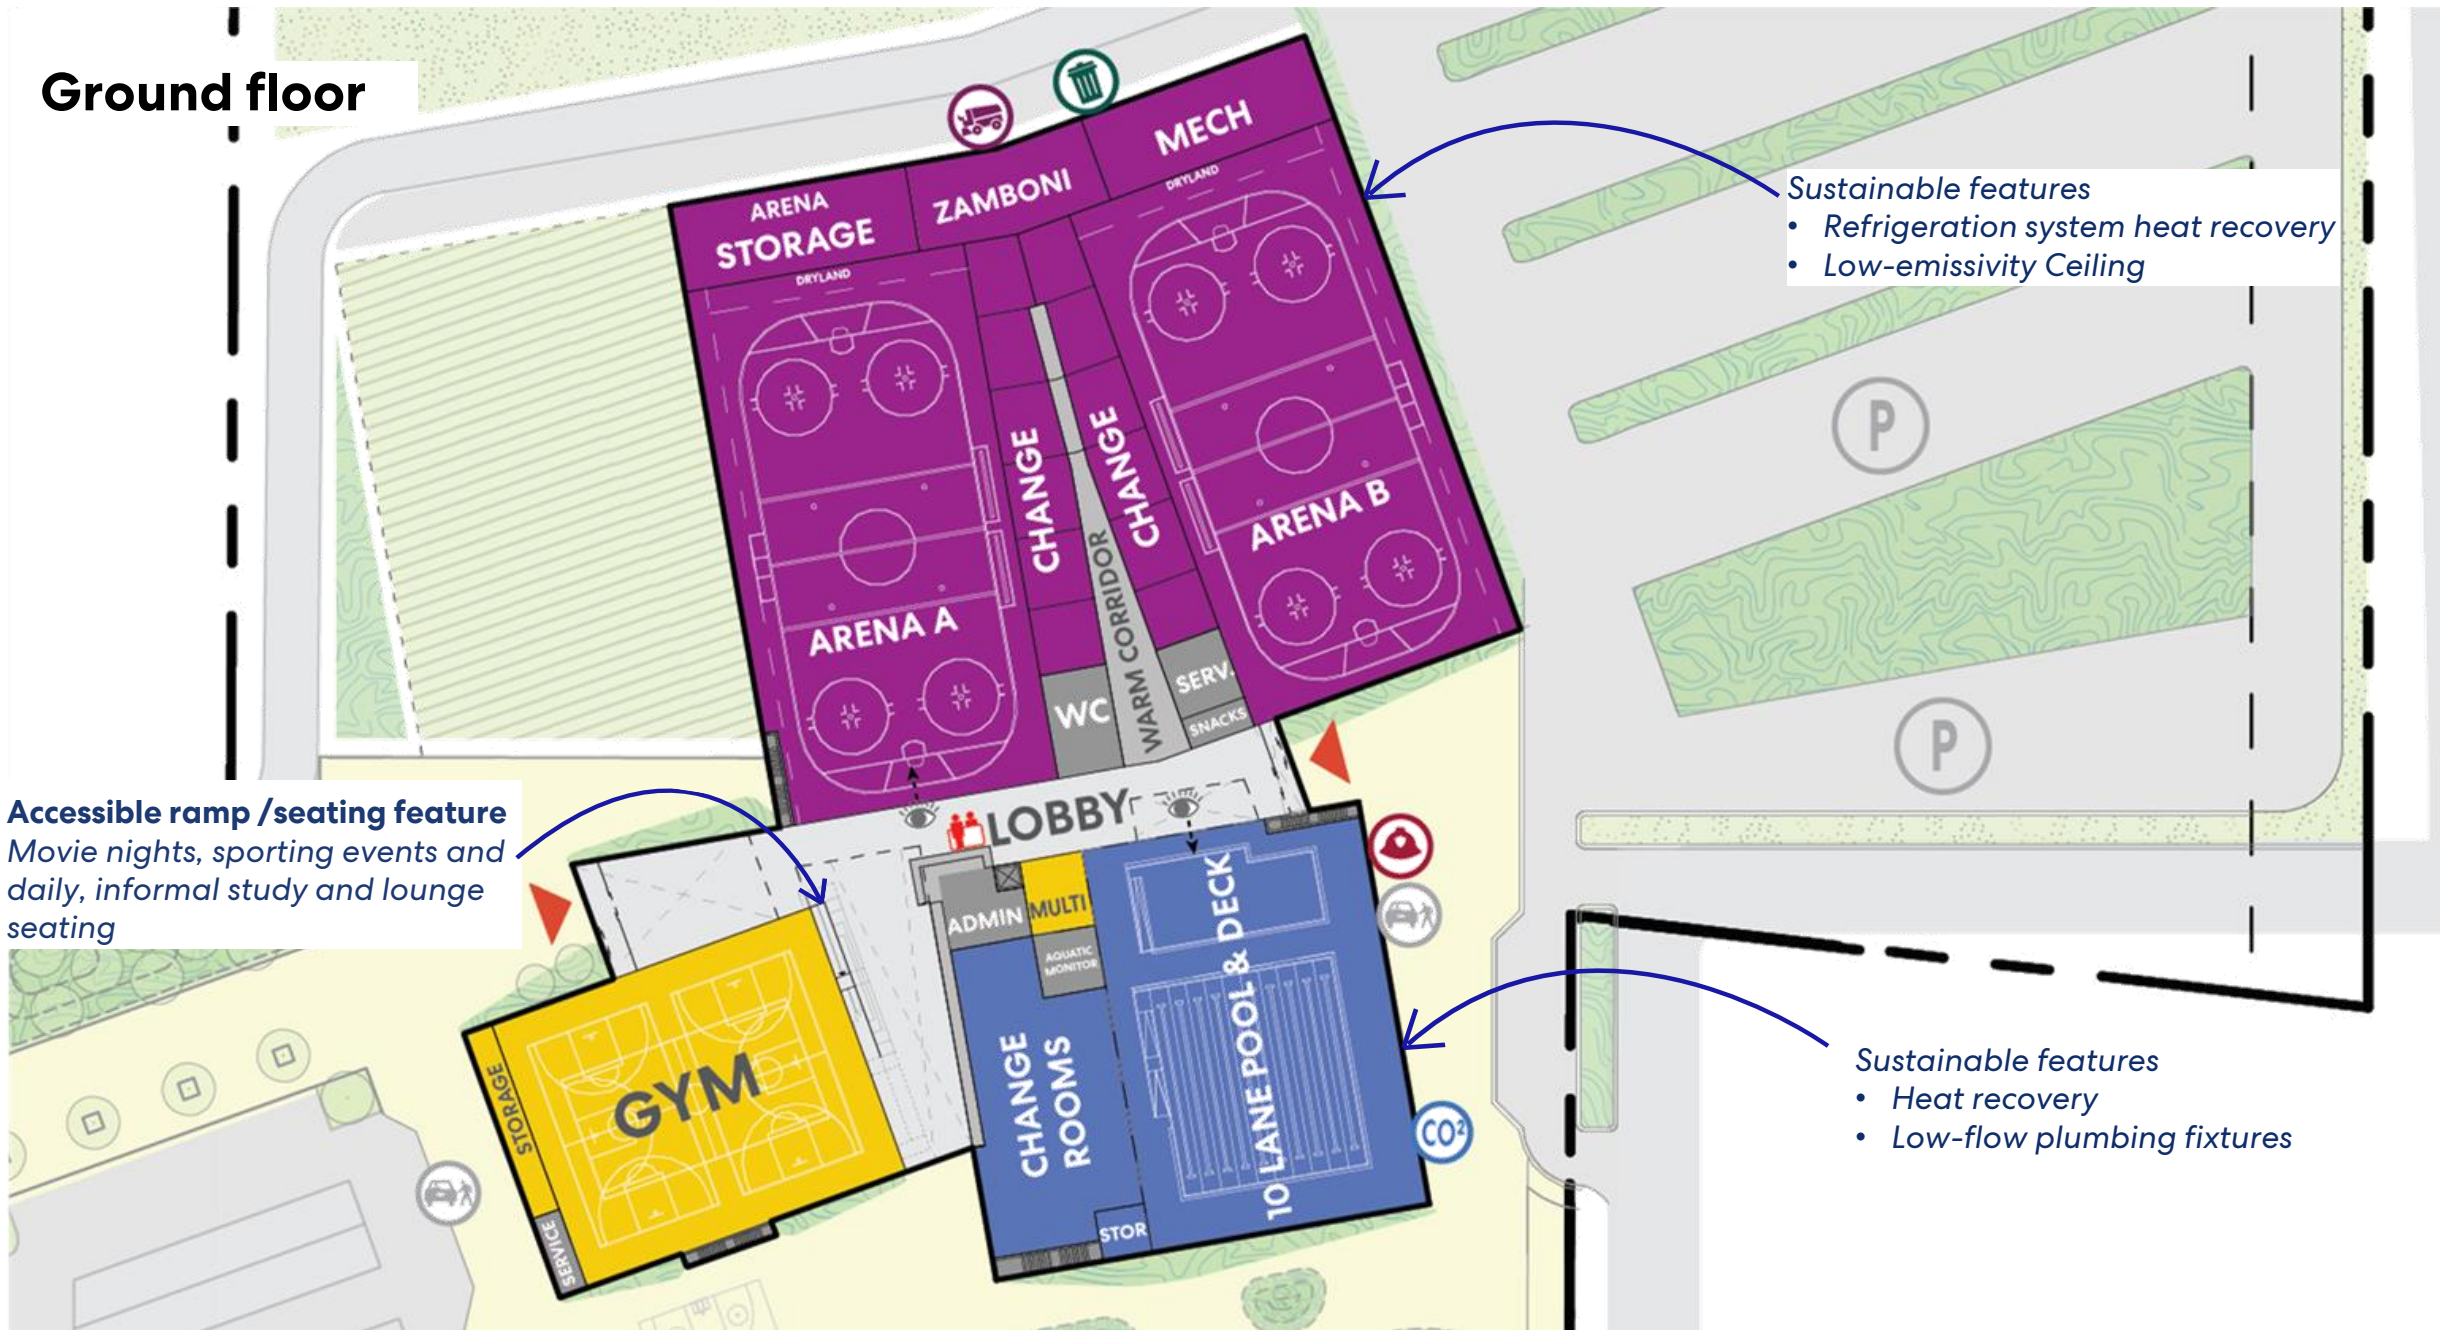 Ground floor
MECH
ARENA
STORAGE
ZAMBONI
DRYLAND
DRYLAND
Sustainable features
• Refrigeration system heat recovery
• Low-emissivity Ceiling
P
CHANGE
CHANGE
ARENA B
ARENA A
WARM CORRIDOR
WC
SERV.
SNACKS
P
Accessible ramp /seating feature
Movie nights, sporting events and
daily, informal study and lounge
seating
LOBBY
ADMIN
MULTI
AQUATIC
MONITOR
10 LANE POOL & DECK
CHANGE
ROOMS
GYM
STORAGE
SERVICE
STOR
CO²
Sustainable features
• Heat recovery
• Low-flow plumbing fixtures